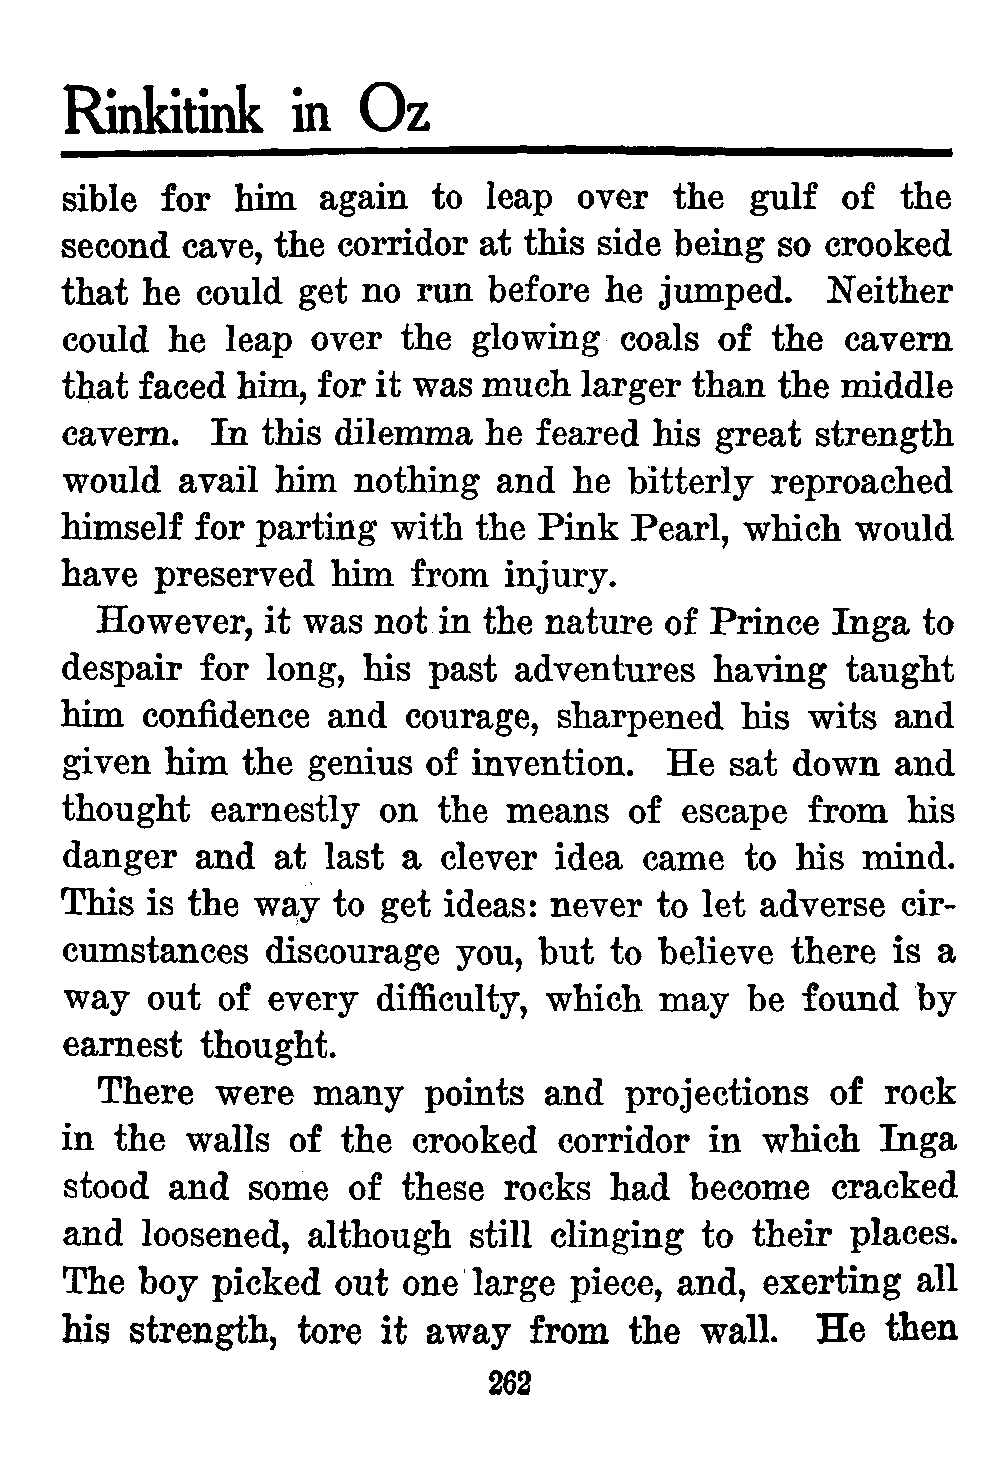 Rinkitink in Oz
sible for him again to leap over the gulf of the
second cave, the corridor at this side being so crooked
that he could get no run before he jumped. Neither
could he leap over the glowing coals of the cavern
that faced him, for it was much larger than the middle
cavern. In this dilemma he feared his great strength
would avail him nothing and he bitterly reproached
himself for parting with the Pink Pearl, which would
have preserved him from injury.
However, it was not in the nature of Prince Inga to
despair for long, his past adventures having taught
him confidence and courage, sharpened his wits and
given him the genius of invention. He sat down and
thought earnestly on the means of escape from his
danger and at last a clever idea came to his mind.
This is the way to get ideas: never to let adverse cir-
cumstances discourage you, but to believe there is a
way out of every difficulty, which may be found by
earnest thought.
There were many points and projections of rock
in the walls of the crooked corridor in which Inga
stood and some of these rocks had become cracked
and loosened, although still clinging to their places.
The boy picked out one large piece, and, exerting all
his strength, tore it away from the wall. He then
262